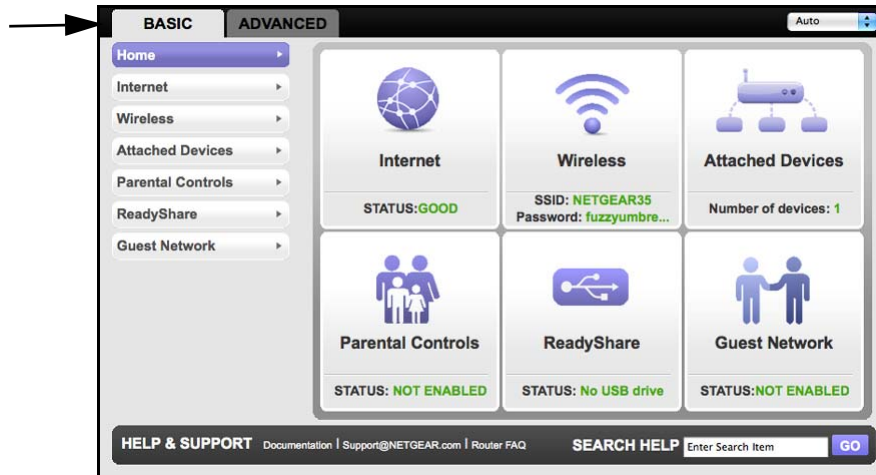 BASIC ADVANCED Auto
Home
Internet
Wireless
Attached Devices
Parental Controls
ReadyShare
Guest Network
Internet
STATUS:GOOD
Wireless
SSID: NETGEAR35
Password: fuzzyumbre...
Attached Devices
Number of devices: 1
Parental Controls
STATUS: NOT ENABLED
ReadyShare
STATUS: No USB drive
Guest Network
STATUS:NOT ENABLED
HELP & SUPPORT Documentation | Support@NETGEAR.com | Router FAQ SEARCH HELP Enter Search Item GO